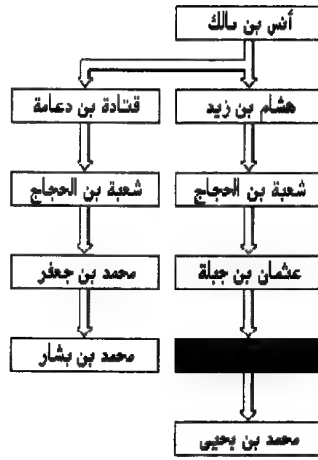 أنس بن مالك
هشام بن زيد
قتادة بن دعامة
شعبة بن الحجاج
شعبة بن الحجاج
عثمان بن جبلة
محمد بن جعفر
محمد بن بشار
محمد بن يحيى